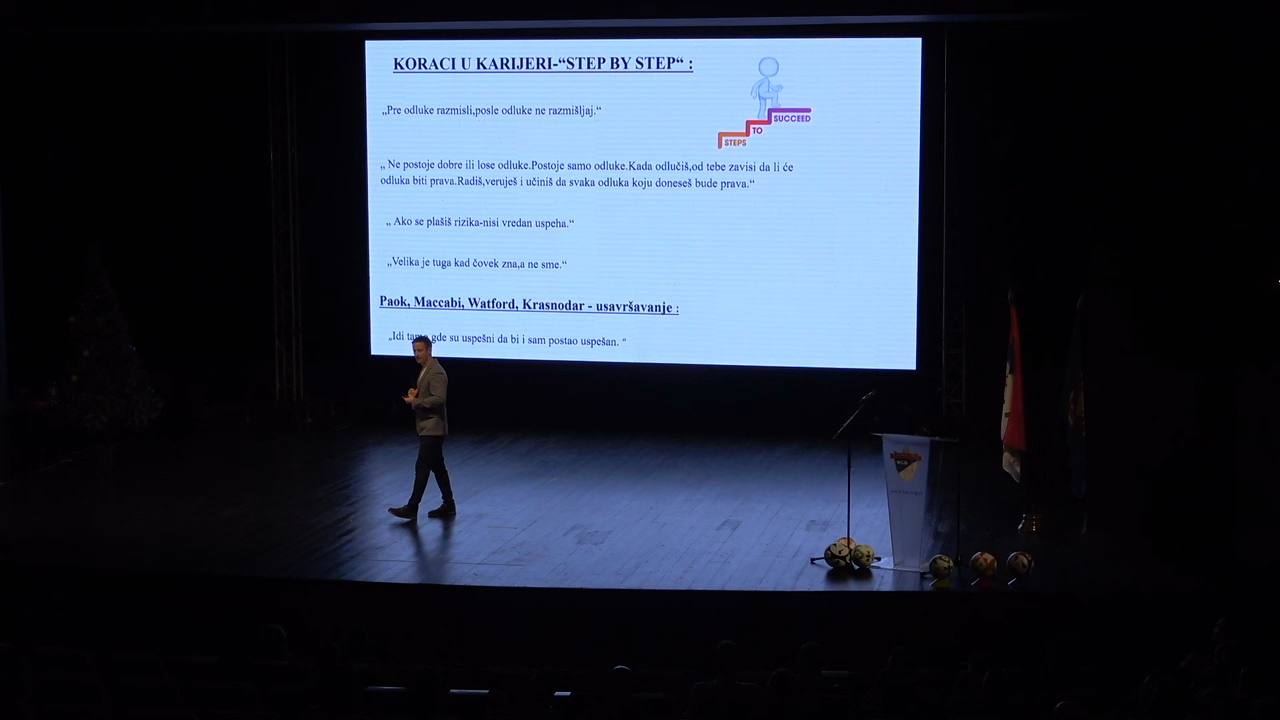 KORACI U KARIJERI-“STEP BY STEP“ :
„Pre odluke razmisli,posle odluke ne razmišljaj.“
STEPS
TO
SUCCEED
„ Ne postoje dobre ili lose odluke.Postoje samo odluke.Kada odlučiš,od tebe zavisi da li će
odluka biti prava.Radiš,veruješ i učiniš da svaka odluka koju doneseš bude prava.“
„ Ako se plašiš rizika-nisi vredan uspeha.“
„Velika je tuga kad čovek zna,a ne sme.“
Paok, Maccabi, Watford, Krasnodar - usavršavanje :
„Idi tamo gde su uspešni da bi i sam postao uspešan. “